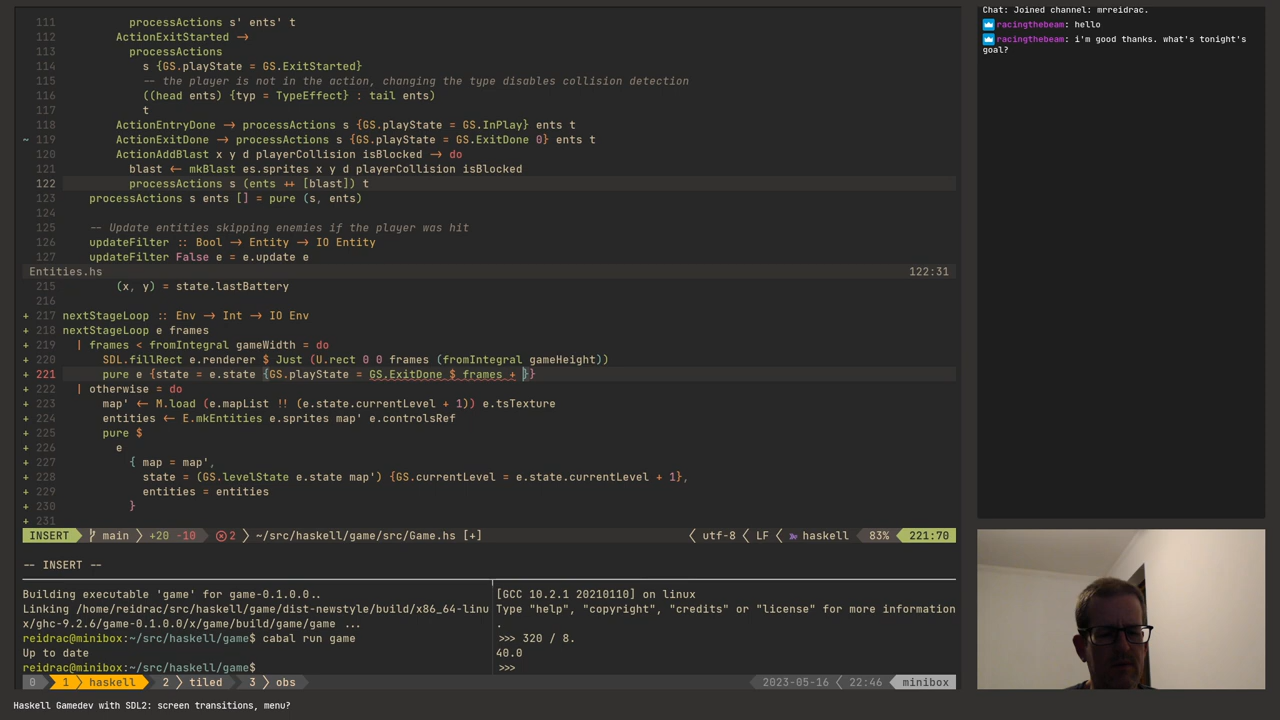 111 processActions s' ents' t
112 ActionExitStarted ->
113 processActions
114 s {GS.playState = GS.ExitStarted}
115 -- the player is not in the action, changing the type disables collision detection
116 ((head ents) {typ = TypeEffect} : tail ents)
117 t
118 ActionEntryDone -> processActions s {GS.playState = GS.InPlay} ents t
~ 119 ActionExitDone -> processActions s {GS.playState = GS.ExitDone 0} ents t
120 ActionAddBlast x y d playerCollision isBlocked -> do
121 blast <- mkBlast es.sprites x y d playerCollision isBlocked
122 processActions s (ents ++ [blast]) t
123 processActions s ents [] = pure (s, ents)
124
125 -- Update entities skipping enemies if the player was hit
126 updateFilter :: Bool -> Entity -> IO Entity
127 updateFilter False e = e.update e
Entities.hs 122:31
215 (x, y) = state.lastBattery
216
+ 217 nextStageLoop :: Env -> Int -> IO Env
+ 218 nextStageLoop e frames
+ 219 | frames < fromIntegral gameWidth = do
+ 220 SDL.fillRect e.renderer $ Just (U.rect 0 0 frames (fromIntegral gameHeight))
+ 221 pure e {state = e.state {GS.playState = GS.ExitDone $ frames + }}
+ 222 | otherwise = do
+ 223 map' <- M.load (e.mapList !! (e.state.currentLevel + 1)) e.tsTexture
+ 224 entities <- E.mkEntities e.sprites map' e.controlsRef
+ 225 pure $
+ 226 e
+ 227 { map = map',
+ 228 state = (GS.levelState e.state map') {GS.currentLevel = e.state.currentLevel + 1},
+ 229 entities = entities
+ 230 }
+ 231
INSERT main +20 -10 2 ~/src/haskell/game/src/Game.hs [+] utf-8 LF haskell 83% 221:70
-- INSERT --
Building executable 'game' for game-0.1.0.0..
Linking /home/reidrac/src/haskell/game/dist-newstyle/build/x86_64-linu
x/ghc-9.2.6/game-0.1.0.0/x/game/build/game/game ...
reidrac@minibox:~/src/haskell/game$ cabal run game
Up to date
reidrac@minibox:~/src/haskell/game$
[GCC 10.2.1 20210110] on linux
Type "help", "copyright", "credits" or "license" for more information
.
>>> 320 / 8.
40.0
>>>
0 1 haskell 2 tiled 3 obs 2023-05-16 22:46 minibox
Haskell Gamedev with SDL2: screen transitions, menu?
Chat: Joined channel: mrreidrac.
racingthebeam: hello
racingthebeam: i'm good thanks. what's tonight's
goal?